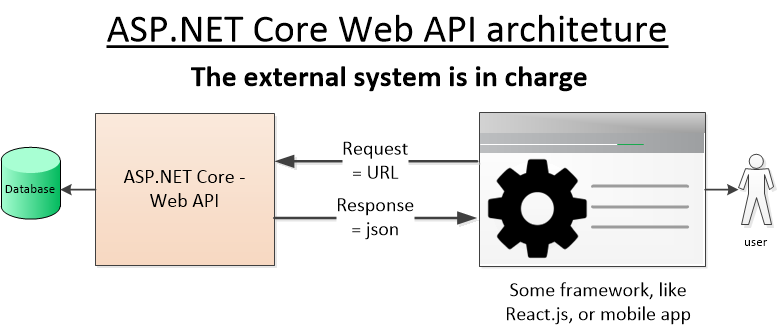 ASP.NET Core Web API architeture
The external system is in charge
Database
ASP.NET Core -
Web API
Request
= URL
Response
= json
user
Some framework, like
React.js, or mobile app